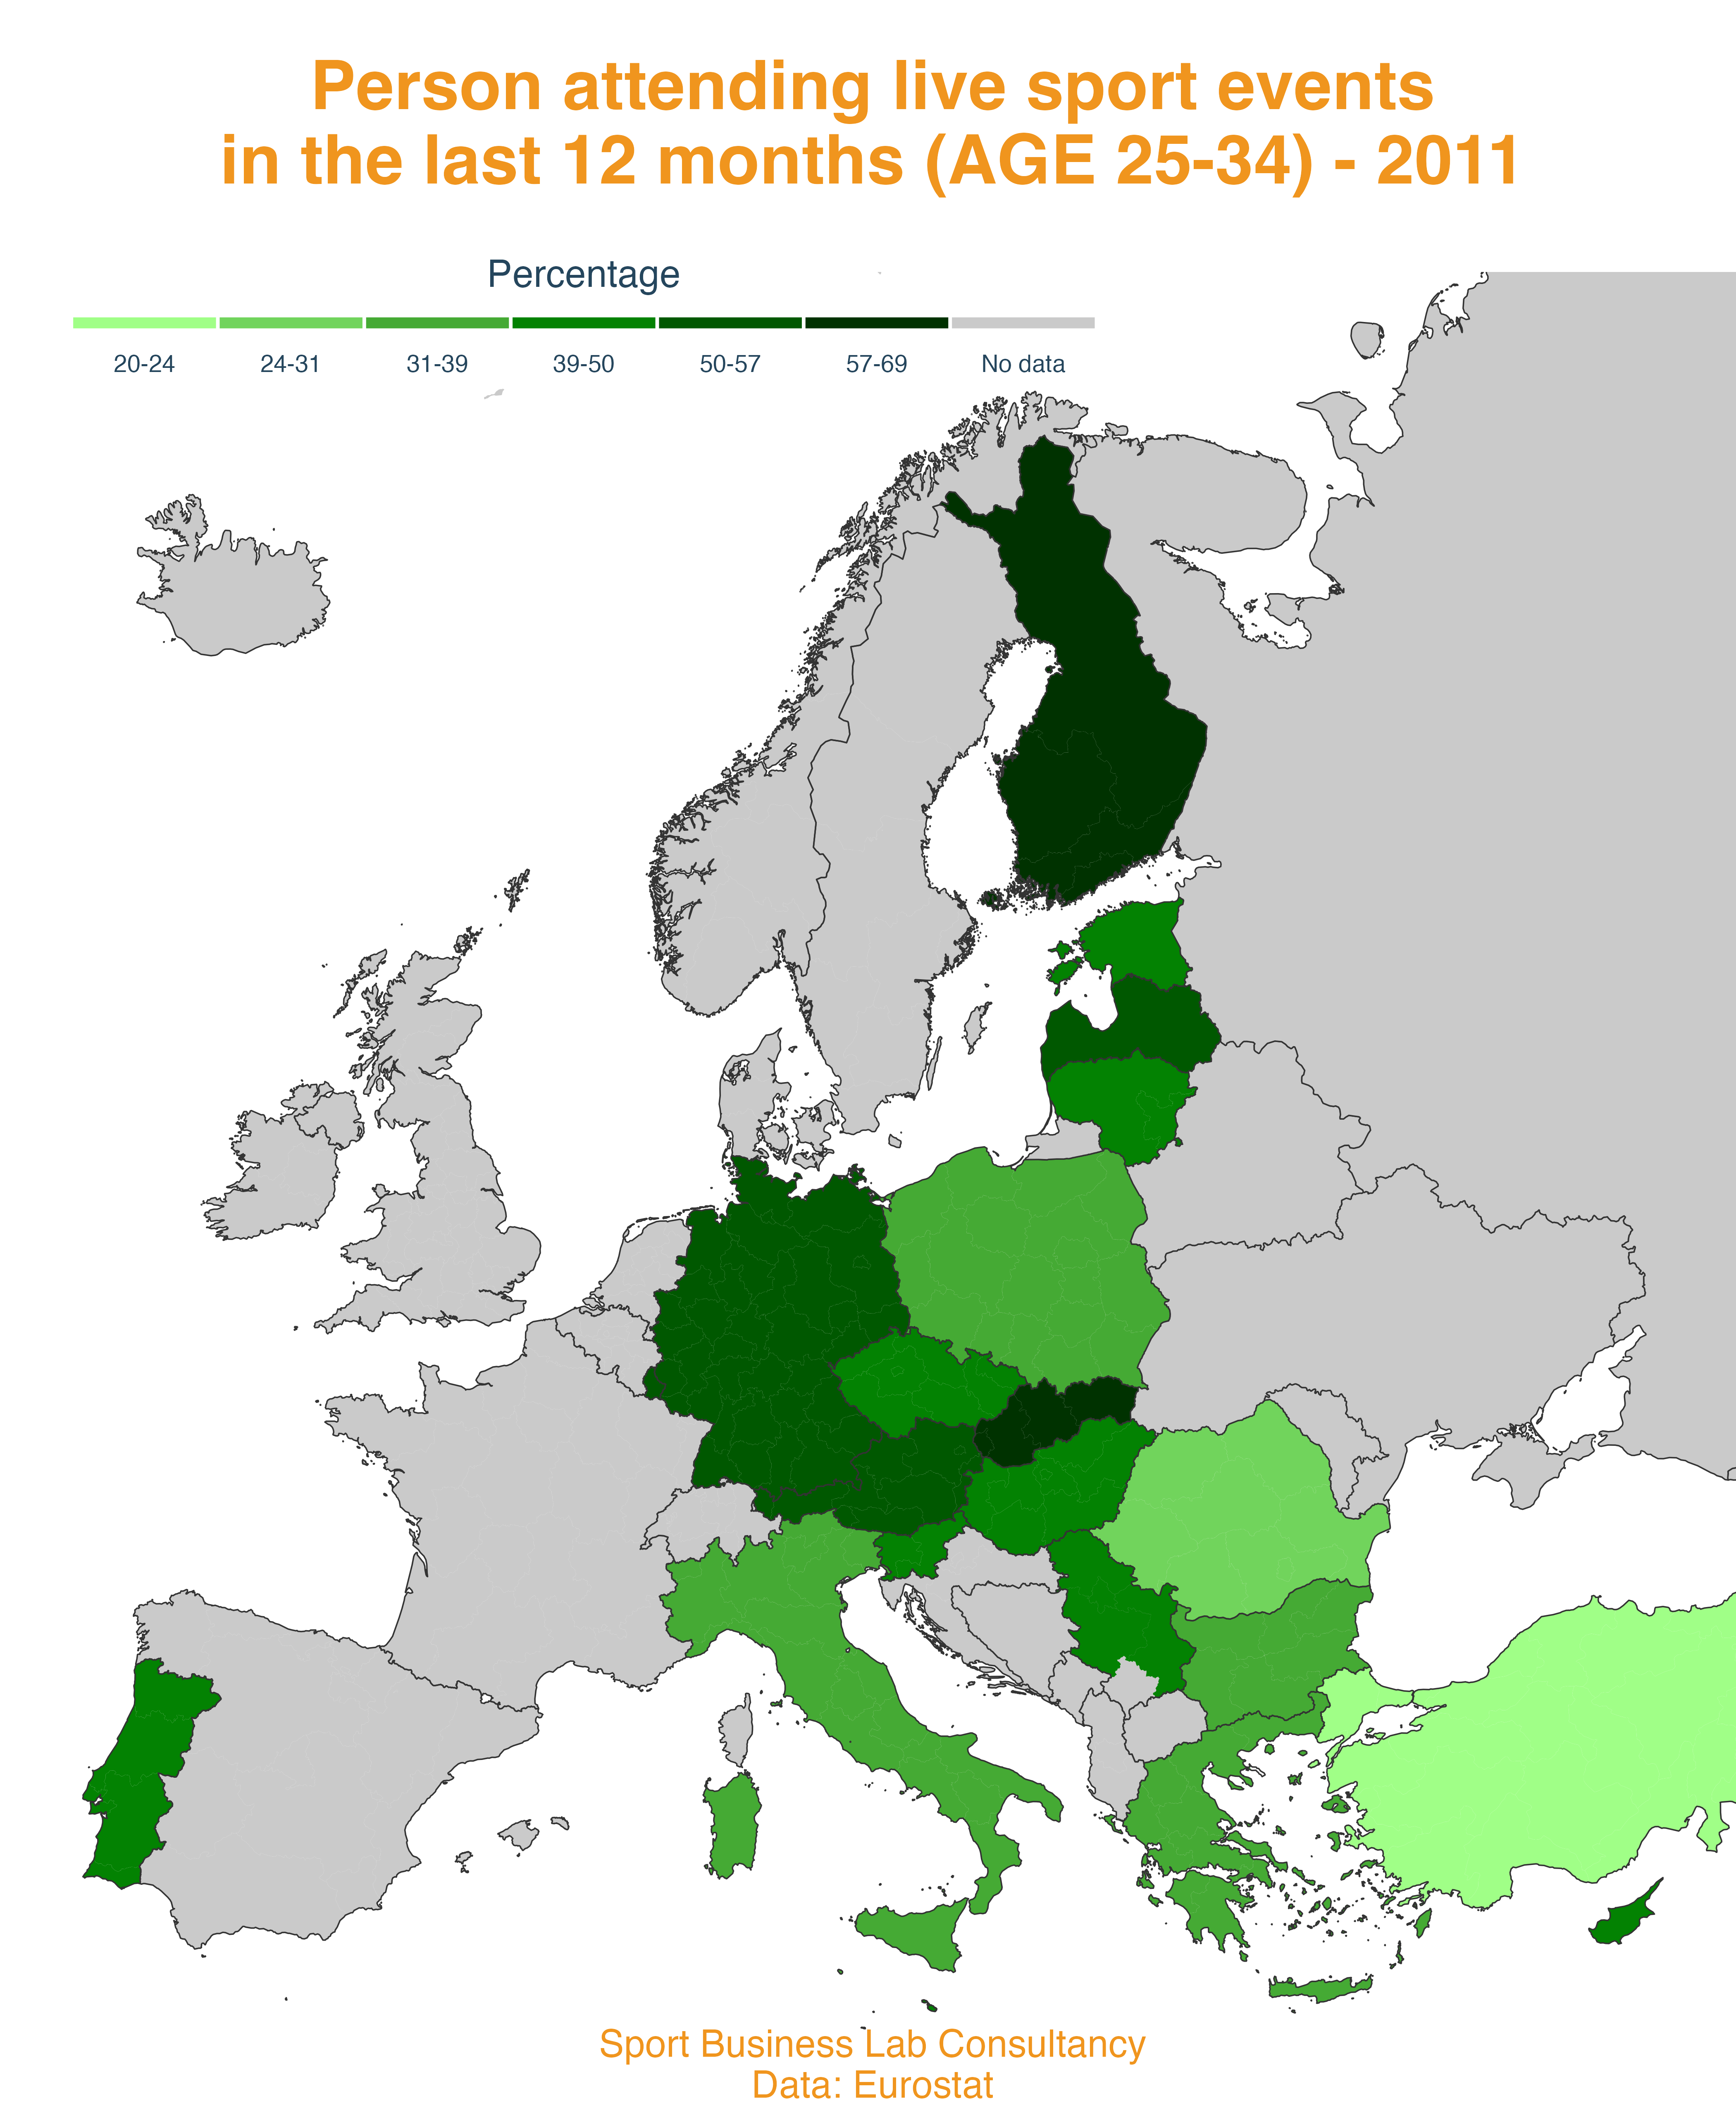 Person attending live sport events
in the last 12 months (AGE 25-34) - 2011
Percentage
20-24 24-31 31-39 39-50 50-57 57-69 No data
Sport Business Lab Consultancy
Data: Eurostat